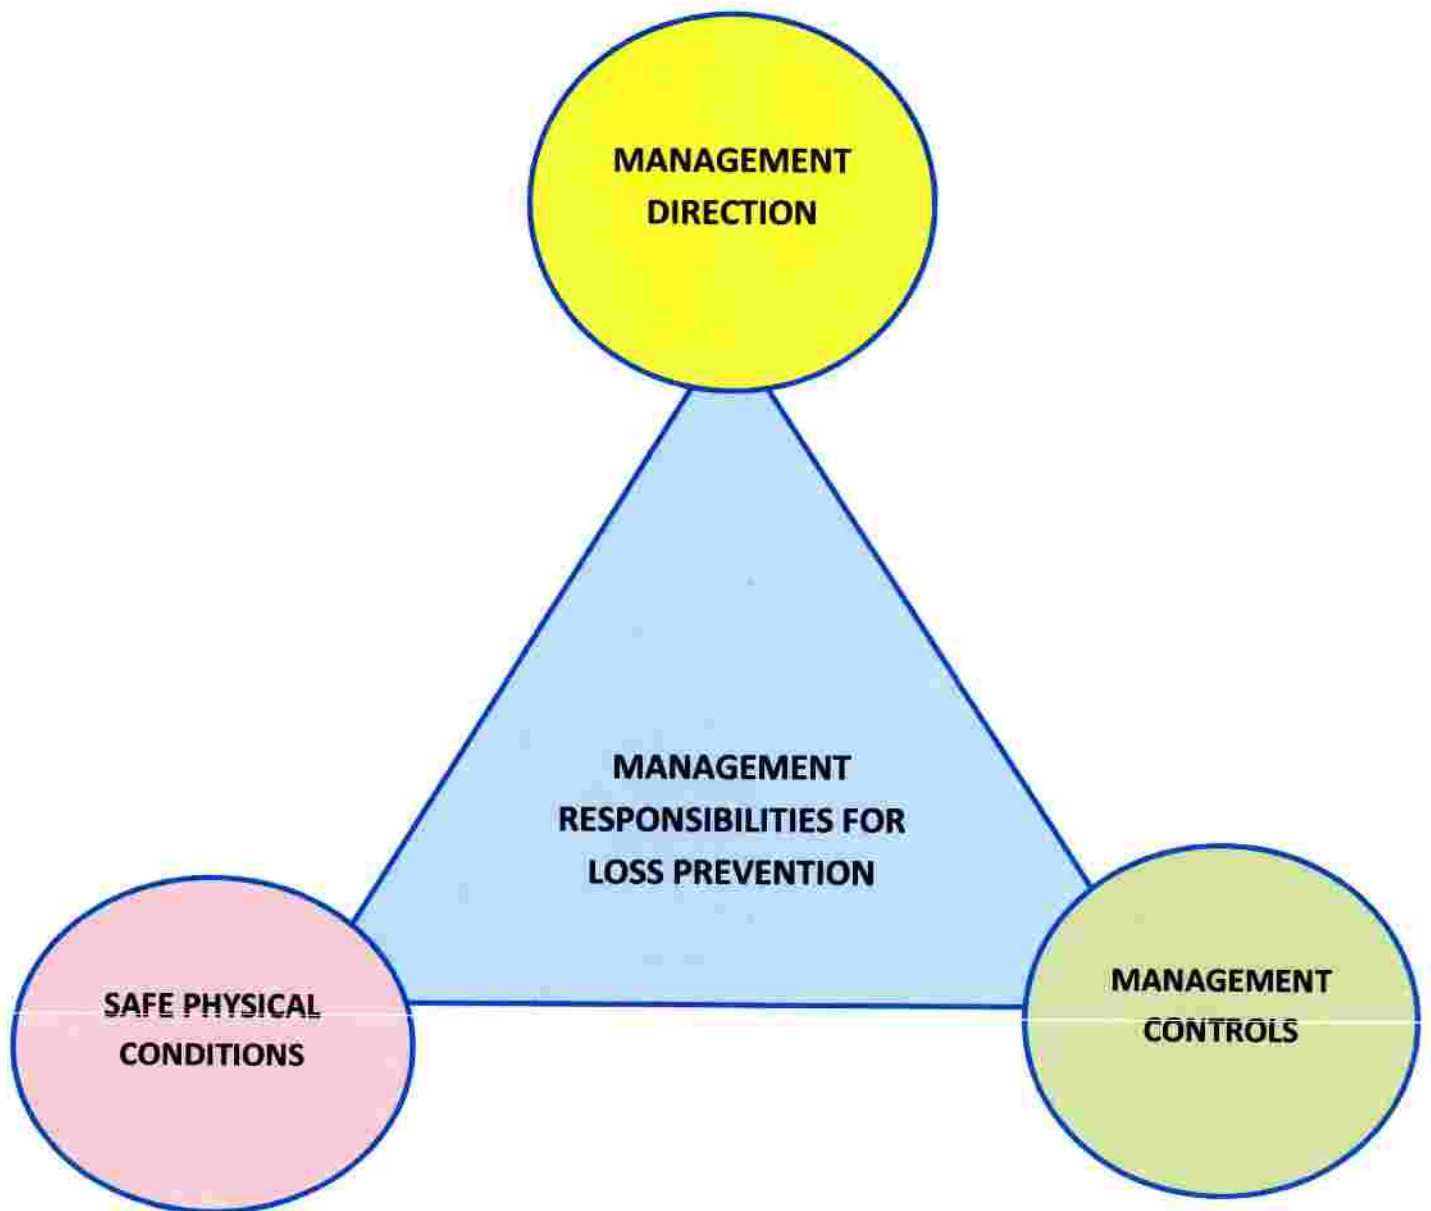 MANAGEMENT
DIRECTION
MANAGEMENT
RESPONSIBILITIES FOR
LOSS PREVENTION
SAFE PHYSICAL
CONDITIONS
MANAGEMENT
CONTROLS